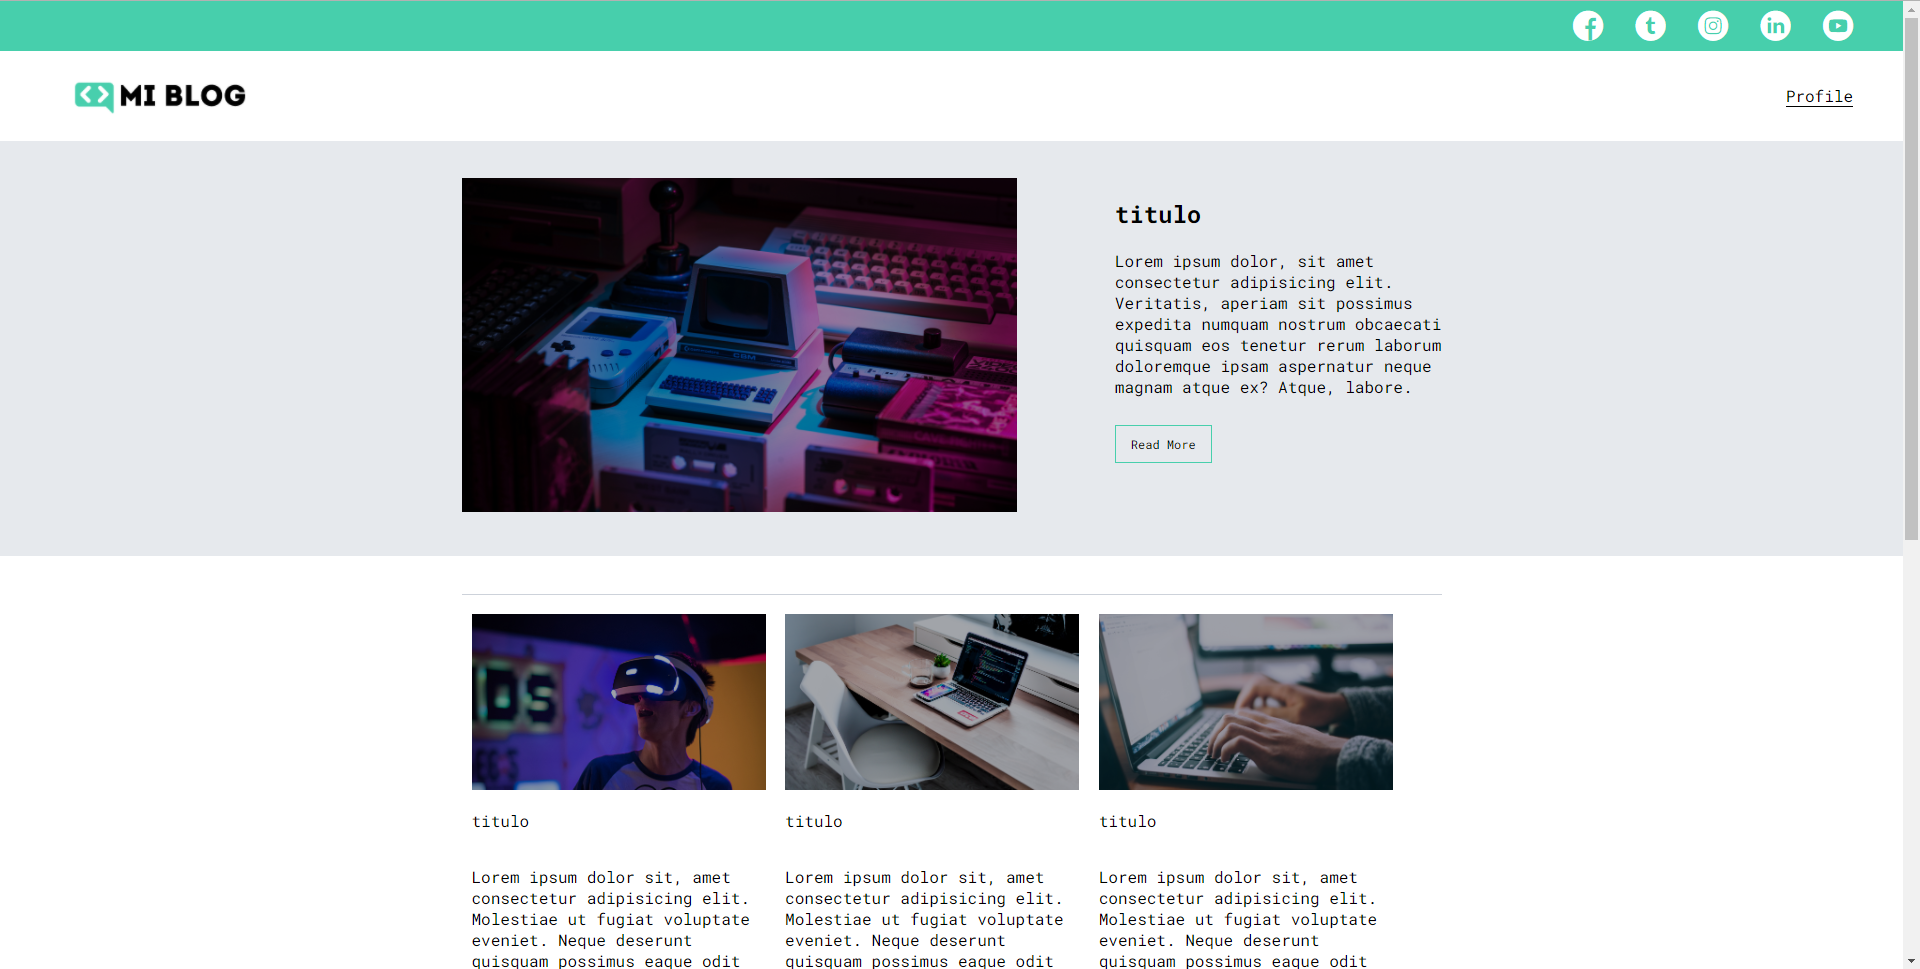 MI BLOG
Profile
titulo
Lorem ipsum dolor, sit amet
consectetur adipisicing elit.
Veritatis, aperiam sit possimus
expedita numquam nostrum obcaecati
quisquam eos tenetur rerum laborum
doloremque ipsam aspernatur neque
magnam atque ex? Atque, labore.
Read More
titulo
Lorem ipsum dolor sit, amet
consectetur adipisicing elit.
Molestiae ut fugiat voluptate
eveniet. Neque deserunt
quisquam possimus eaque odit
titulo
Lorem ipsum dolor sit, amet
consectetur adipisicing elit.
Molestiae ut fugiat voluptate
eveniet. Neque deserunt
quisquam possimus eaque odit
titulo
Lorem ipsum dolor sit, amet
consectetur adipisicing elit.
Molestiae ut fugiat voluptate
eveniet. Neque deserunt
quisquam possimus eaque odit